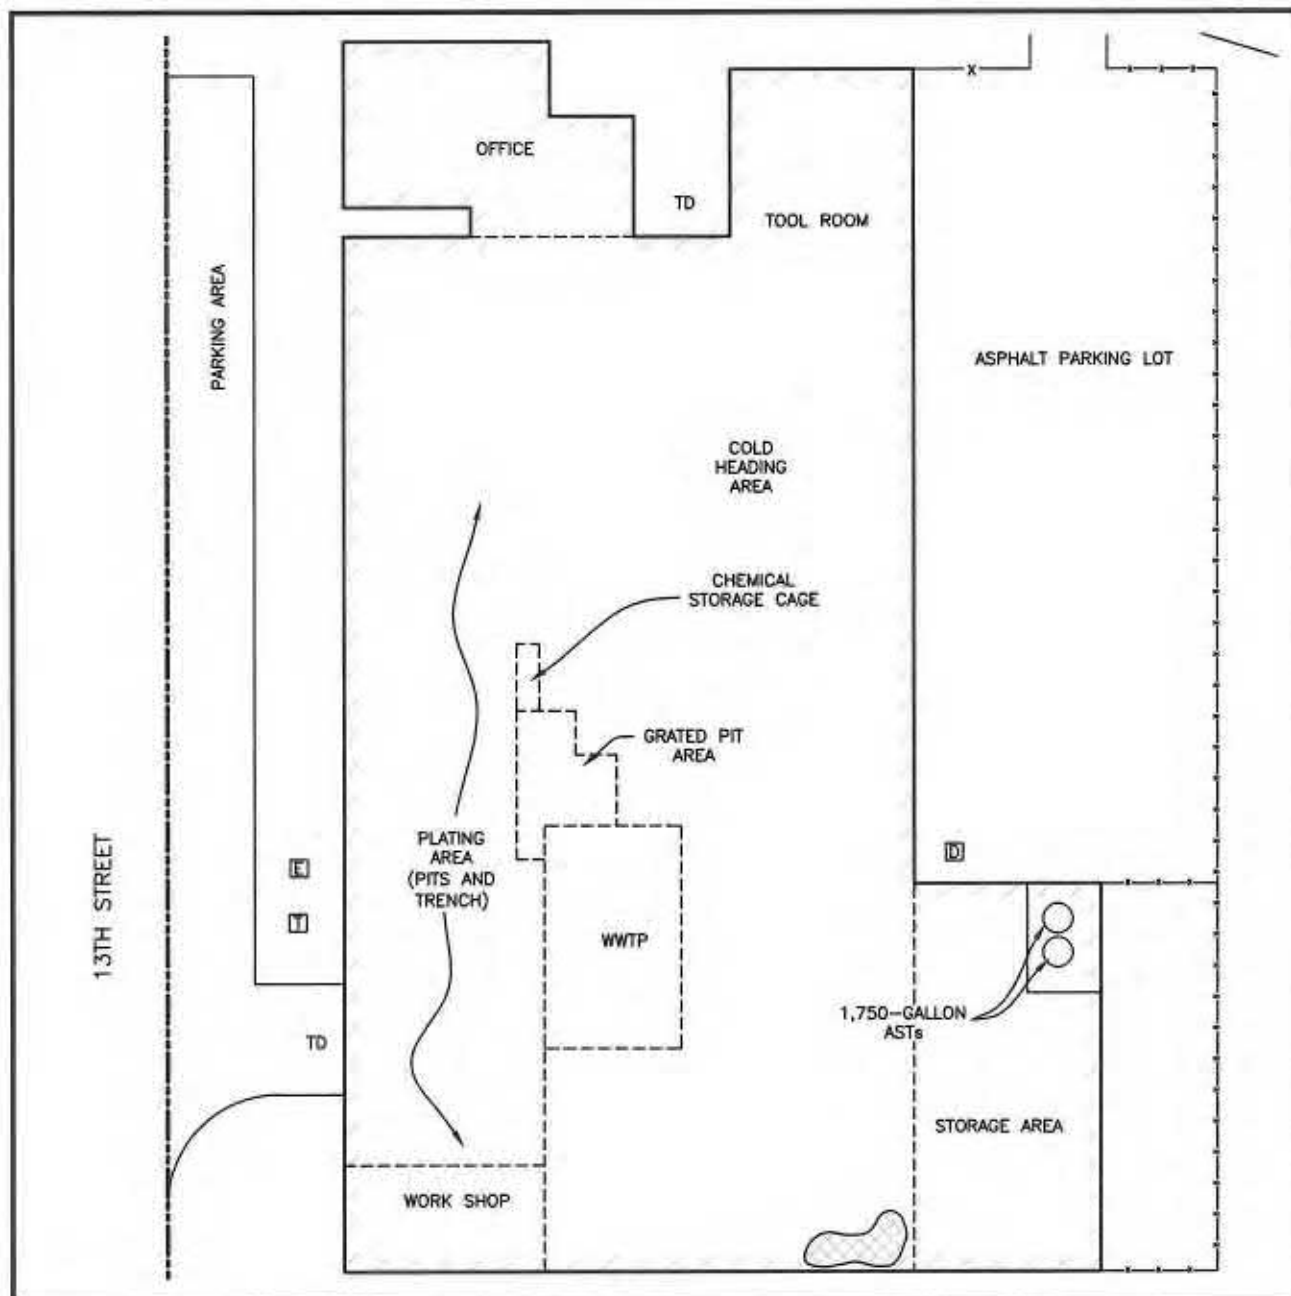 OFFICE
TD
TOOL ROOM
PARKING AREA
ASPHALT PARKING LOT
COLD
HEADING
AREA
CHEMICAL
STORAGE CAGE
GRATED PIT
AREA
PLATING
AREA
(PITS AND
TRENCH)
13TH STREET
E
T
D
WWTP
1,750-GALLON
ASTs
TD
STORAGE AREA
WORK SHOP